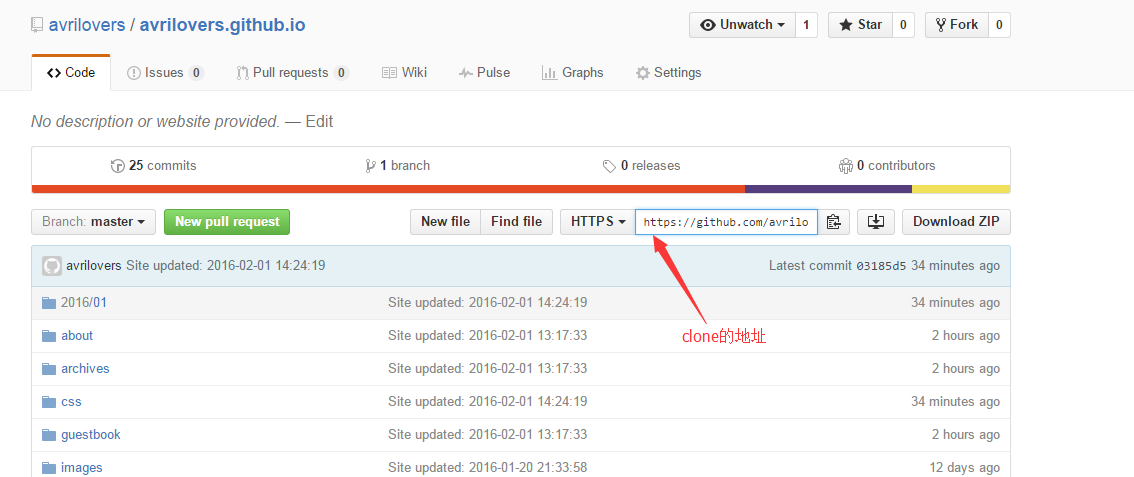 avrilovers / avrilovers.github.io Unwatch 1 Star 0 Fork 0
Code Issues 0 Pull requests 0 Wiki Pulse Graphs Settings
No description or website provided. — Edit
25 commits 1 branch 0 releases 0 contributors
Branch: master New pull request New file Find file HTTPS https://github.com/avrilo Download ZIP
avrilovers Site updated: 2016-02-01 14:24:19 Latest commit 03185d5 34 minutes ago
2016/01 Site updated: 2016-02-01 14:24:19 34 minutes ago
about Site updated: 2016-02-01 13:17:33 2 hours ago
clone的地址
archives Site updated: 2016-02-01 13:17:33 2 hours ago
css Site updated: 2016-02-01 14:24:19 34 minutes ago
guestbook Site updated: 2016-02-01 13:17:33 2 hours ago
images Site updated: 2016-01-20 21:33:58 12 days ago